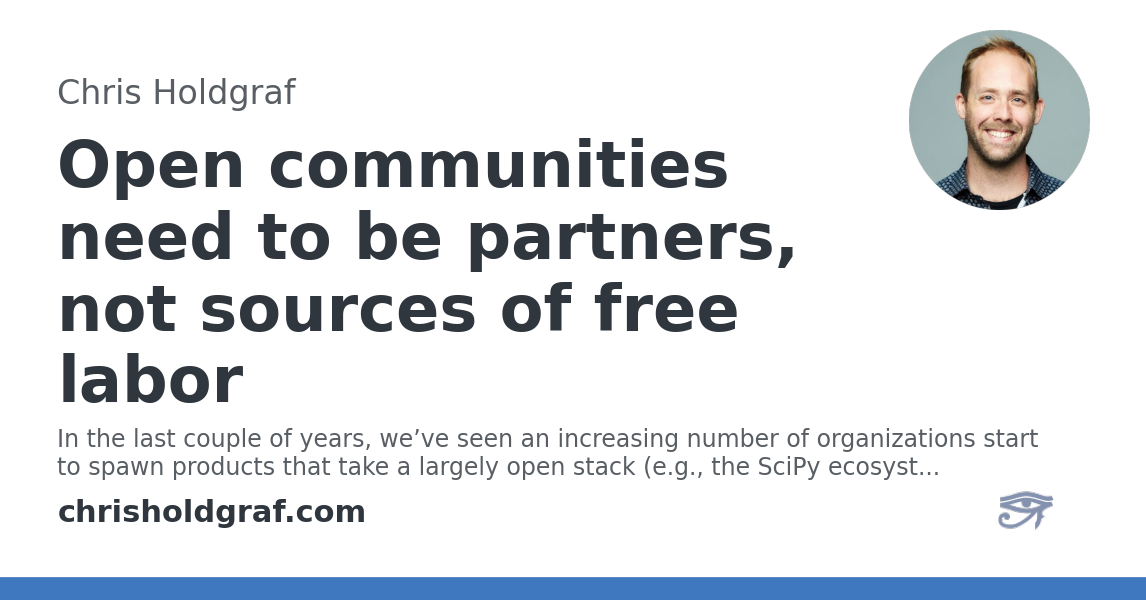 Chris Holdgraf
Open communities
need to be partners,
not sources of free
labor
In the last couple of years, we’ve seen an increasing number of organizations start
to spawn products that take a largely open stack (e.g., the SciPy ecosyst...
chrisholdgraf.com